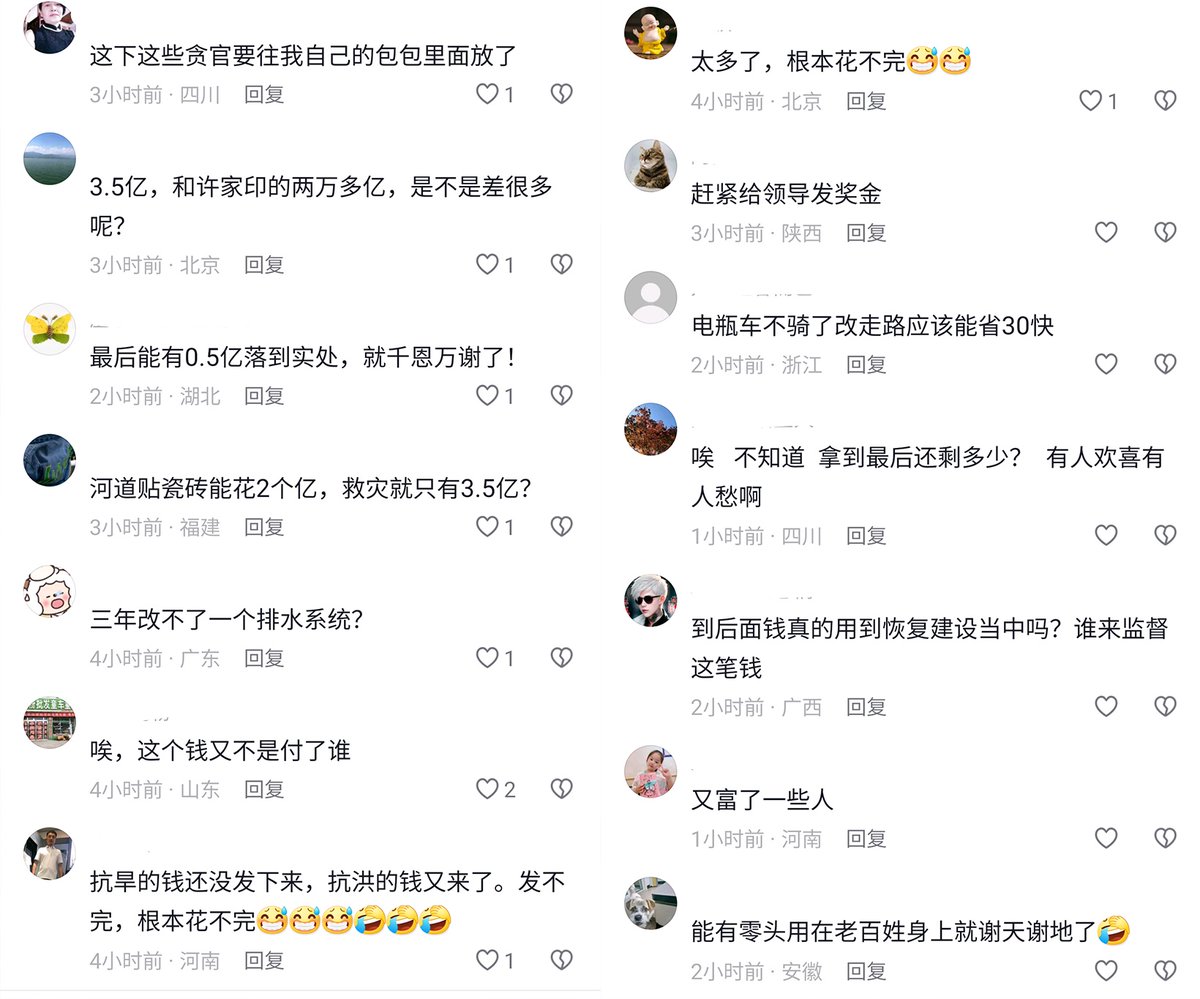 这下这些贪官要往我自己的包包里面放了
3小时前 · 四川 回复 1
3.5亿，和许家印的两万多亿，是不是差很多
呢？
3小时前 · 北京 回复 1
最后能有0.5亿落到实处，就千恩万谢了！
2小时前 · 湖北 回复 1
河道贴瓷砖能花2个亿，救灾就只有3.5亿？
3小时前 · 福建 回复 1
三年改不了一个排水系统？
4小时前 · 广东 回复 1
唉，这个钱又不是付了谁
4小时前 · 山东 回复 2
抗旱的钱还没发下来，抗洪的钱又来了。发不
完，根本花不完😅😅😅🤣🤣🤣
4小时前 · 河南 回复 1
太多了，根本花不完😅😅
4小时前 · 北京 回复 1
赶紧给领导发奖金
3小时前 · 陕西 回复
电瓶车不骑了改走路应该能省30快
2小时前 · 浙江 回复
唉 不知道 拿到最后还剩多少？ 有人欢喜有
人愁啊
1小时前 · 四川 回复
到后面钱真的用到恢复建设当中吗？谁来监督
这笔钱
2小时前 · 广西 回复
又富了一些人
1小时前 · 河南 回复
能有零头用在老百姓身上就谢天谢地了🤣
2小时前 · 安徽 回复